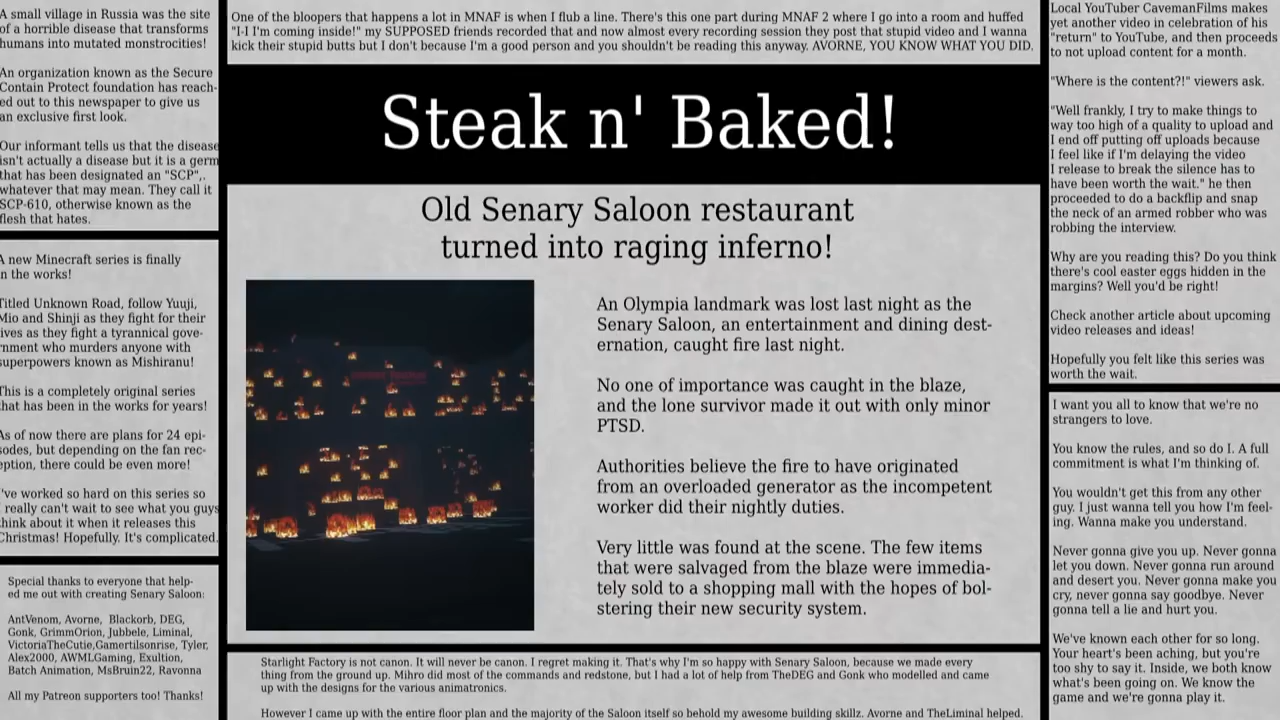 A small village in Russia was the site
of a horrible disease that transforms
humans into mutated monstrocities!
An organization known as the Secure
Contain Protect foundation has reach-
ed out to this newspaper to give us
an exclusive first look.
Our informant tells us that the disease
isn't actually a disease but it is a germ
that has been designated an "SCP",.
whatever that may mean. They call it
SCP-610, otherwise known as the
flesh that hates.
A new Minecraft series is finally
in the works!
Titled Unknown Road, follow Yuuji,
Mio and Shinji as they fight for their
lives as they fight a tyrannical gove-
rnment who murders anyone with
superpowers known as Mishiranu!
This is a completely original series
that has been in the works for years!
As of now there are plans for 24 epi-
sodes, but depending on the fan rec-
eption, there could be even more!
I've worked so hard on this series so
I really can't wait to see what you guys
think about it when it releases this
Christmas! Hopefully. It's complicated.
Special thanks to everyone that help-
ed me out with creating Senary Saloon:
AntVenom, Avorne, Blackorb, DEG,
Gonk, GrimmOrion, Jubbele, Liminal,
VictoriaTheCutie,Gamertilsonrise, Tyler,
Alex2000, AWMLGaming, Exultion,
Batch Animation, MsBruin22, Ravonna
All my Patreon supporters too! Thanks!
One of the bloopers that happens a lot in MNAF is when I flub a line. There's this one part during MNAF 2 where I go into a room and huffed
"I-I I'm coming inside!" my SUPPOSED friends recorded that and now almost every recording session they post that stupid video and I wanna
kick their stupid butts but I don't because I'm a good person and you shouldn't be reading this anyway. AVORNE, YOU KNOW WHAT YOU DID.
Steak n' Baked!
Old Senary Saloon restaurant
turned into raging inferno!
An Olympia landmark was lost last night as the
Senary Saloon, an entertainment and dining dest-
ernation, caught fire last night.
No one of importance was caught in the blaze,
and the lone survivor made it out with only minor
PTSD.
Authorities believe the fire to have originated
from an overloaded generator as the incompetent
worker did their nightly duties.
Very little was found at the scene. The few items
that were salvaged from the blaze were immedia-
tely sold to a shopping mall with the hopes of bol-
stering their new security system.
Starlight Factory is not canon. It will never be canon. I regret making it. That's why I'm so happy with Senary Saloon, because we made every
thing from the ground up. Mihro did most of the commands and redstone, but I had a lot of help from TheDEG and Gonk who modelled and came
up with the designs for the various animatronics.
However I came up with the entire floor plan and the majority of the Saloon itself so behold my awesome building skillz. Avorne and TheLiminal helped.
Local YouTuber CavemanFilms makes
yet another video in celebration of his
"return" to YouTube, and then proceeds
to not upload content for a month.
"Where is the content?!" viewers ask.
"Well frankly, I try to make things to
way too high of a quality to upload and
I end off putting off uploads because
I feel like if I'm delaying the video
I release to break the silence has to
have been worth the wait." he then
proceeded to do a backflip and snap
the neck of an armed robber who was
robbing the interview.
Why are you reading this? Do you think
there's cool easter eggs hidden in the
margins? Well you'd be right!
Check another article about upcoming
video releases and ideas!
Hopefully you felt like this series was
worth the wait.
I want you all to know that we're no
strangers to love.
You know the rules, and so do I. A full
commitment is what I'm thinking of.
You wouldn't get this from any other
guy. I just wanna tell you how I'm feel-
ing. Wanna make you understand.
Never gonna give you up. Never gonna
let you down. Never gonna run around
and desert you. Never gonna make you
cry, never gonna say goodbye. Never
gonna tell a lie and hurt you.
We've known each other for so long.
Your heart's been aching, but you're
too shy to say it. Inside, we both know
what's been going on. We know the
game and we're gonna play it.